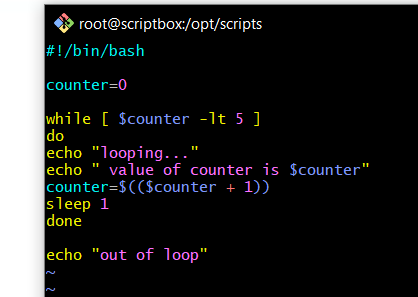 root@scriptbox:/opt/scripts
#!/bin/bash
counter=0
while [ $counter -lt 5 ]
do
echo "looping..."
echo " value of counter is $counter"
counter=$(($counter + 1))
sleep 1
done
echo "out of loop"
~
~